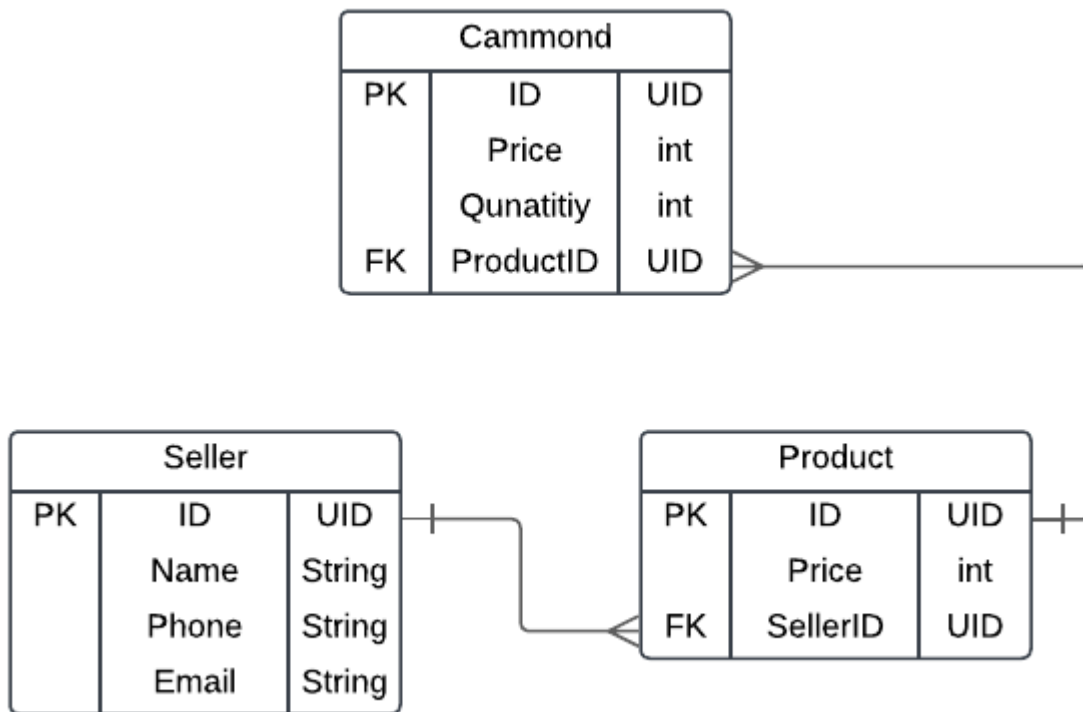 Cammond
PK ID UID
Price int
Qunatitiy int
FK ProductID UID
Seller
PK ID UID
Name String
Phone String
Email String
Product
PK ID UID
Price int
FK SellerID UID